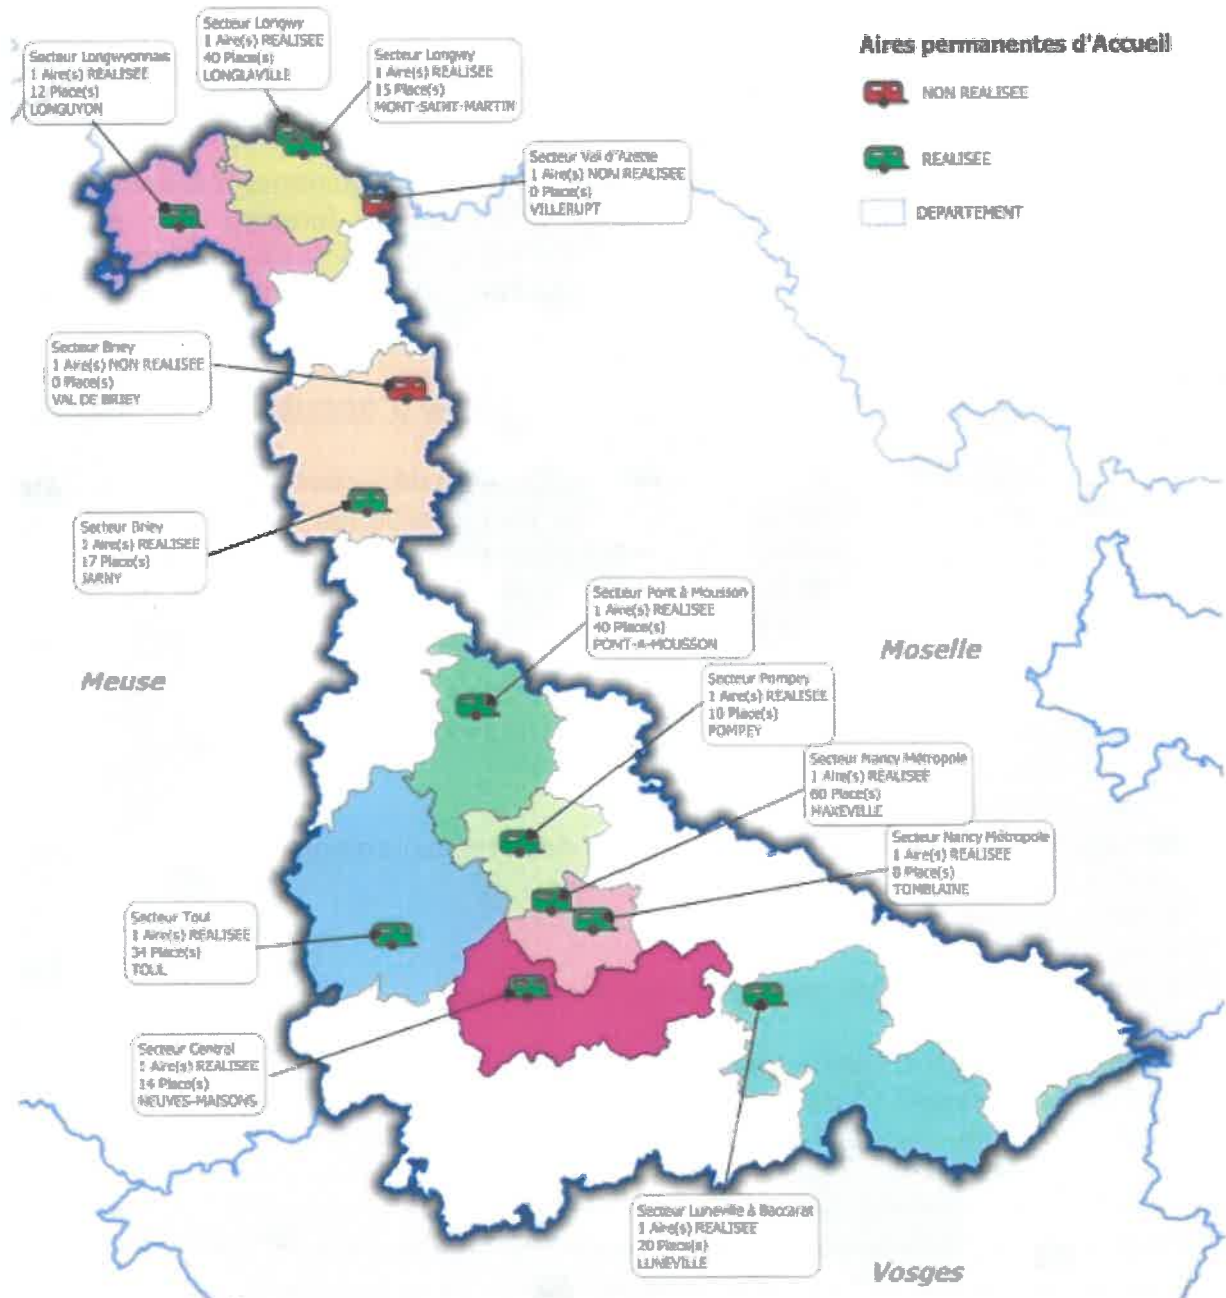 Secteur Longwy
1 Aire(s) REALISEE
40 Place(s)
LONGLAVILLE
Secteur Longwyonnais
1 Aire(s) REALISEE
12 Place(s)
LONGUYON
Secteur Longwy
1 Aire(s) REALISEE
15 Place(s)
MONT-SAINT-MARTIN
Aires permanentes d'Accueil
NON REALISEE
REALISEE
DEPARTEMENT
Secteur Val d'Alzette
1 Aire(s) NON REALISEE
0 Place(s)
VILLERUPT
Secteur Briey
1 Aire(s) NON REALISEE
0 Place(s)
VAL DE BRIEY
Secteur Briey
1 Aire(s) REALISEE
17 Place(s)
JARNY
Secteur Pont à Mousson
1 Aire(s) REALISEE
40 Place(s)
PONT-A-MOUSSON
Meuse
Moselle
Secteur Pompey
1 Aire(s) REALISEE
10 Place(s)
POMPEY
Secteur Nancy Métropole
1 Aire(s) REALISEE
60 Place(s)
MAXEVILLE
Secteur Nancy Métropole
1 Aire(s) REALISEE
8 Place(s)
TOMBLAINE
Secteur Toul
1 Aire(s) REALISEE
34 Place(s)
TOUL
Secteur Central
1 Aire(s) REALISEE
14 Place(s)
NEUVES-MAISONS
Secteur Luneville à Baccarat
1 Aire(s) REALISEE
20 Place(s)
LUNEVILLE
Vosges